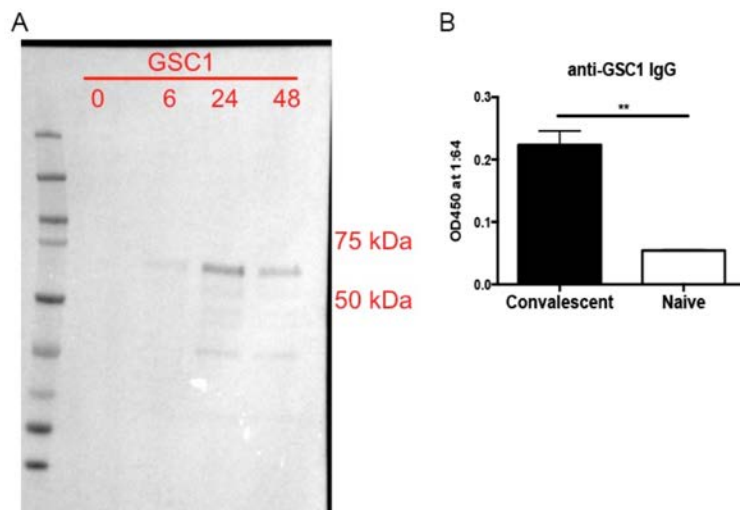 A
GSC1
0 6 24 48
75 kDa
50 kDa
B
anti-GSC1 IgG
**
OD450 at 1:64
0.3
0.2
0.1
0.0
Convalescent Naive